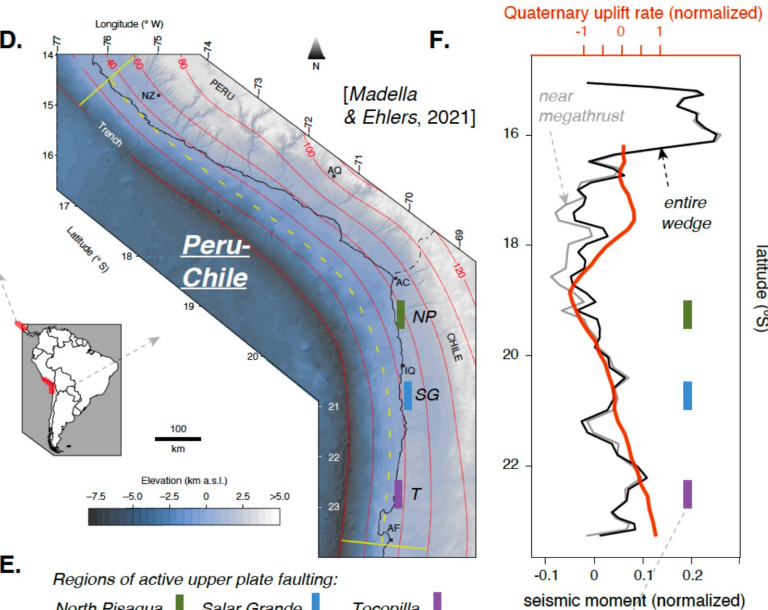 D.
Longitude (° W)
-77
-76
-75
-74
14
40
60
80
-73
NZ
PERU
N
15
[Madella
& Ehlers, 2021]
-72
Trench
16
100
-71
AQ
-70
17
-69
Latitude (° S)
18
Peru-
Chile
120
AC
19
NP
CHILE
20
IQ
SG
21
100
km
22
Elevation (km a.s.l.)
−7.5 −5.0 −2.5 0 2.5 >5.0
T
23
AF
E.
Regions of active upper plate faulting:
North Pisagua Salar Grande Tocopilla
F.
Quaternary uplift rate (normalized)
-1 0 1
near
megathrust
16
entire
wedge
18
latitude (°S)
20
22
-0.1 0 0.1 0.2
seismic moment (normalized)